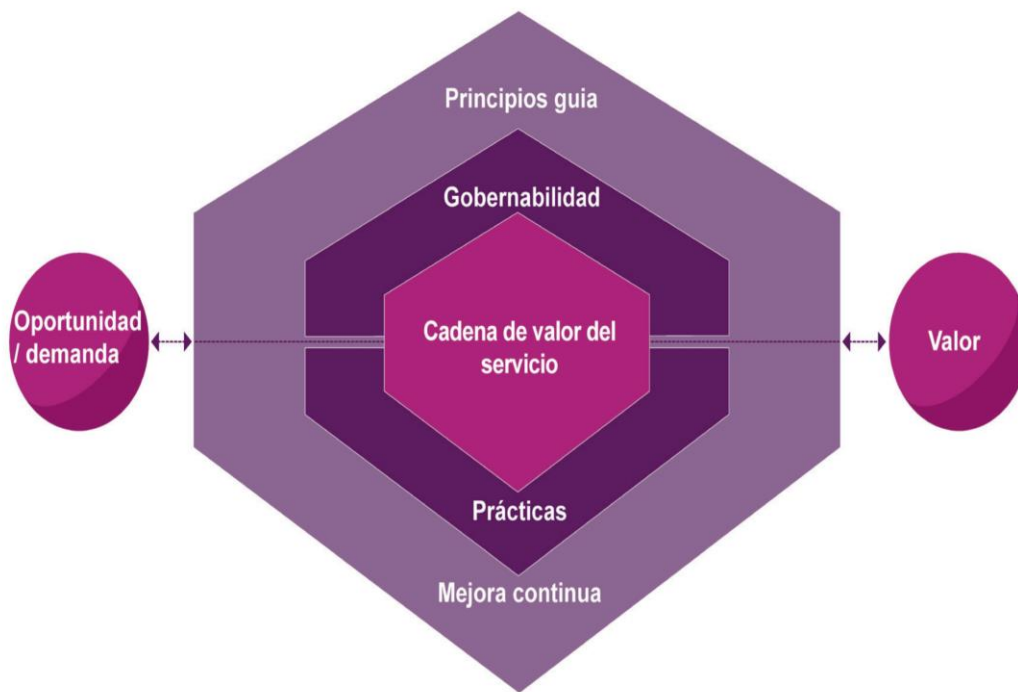 Principios guia
Gobernabilidad
Oportunidad
/ demanda
Cadena de valor del
servicio
Valor
Prácticas
Mejora continua